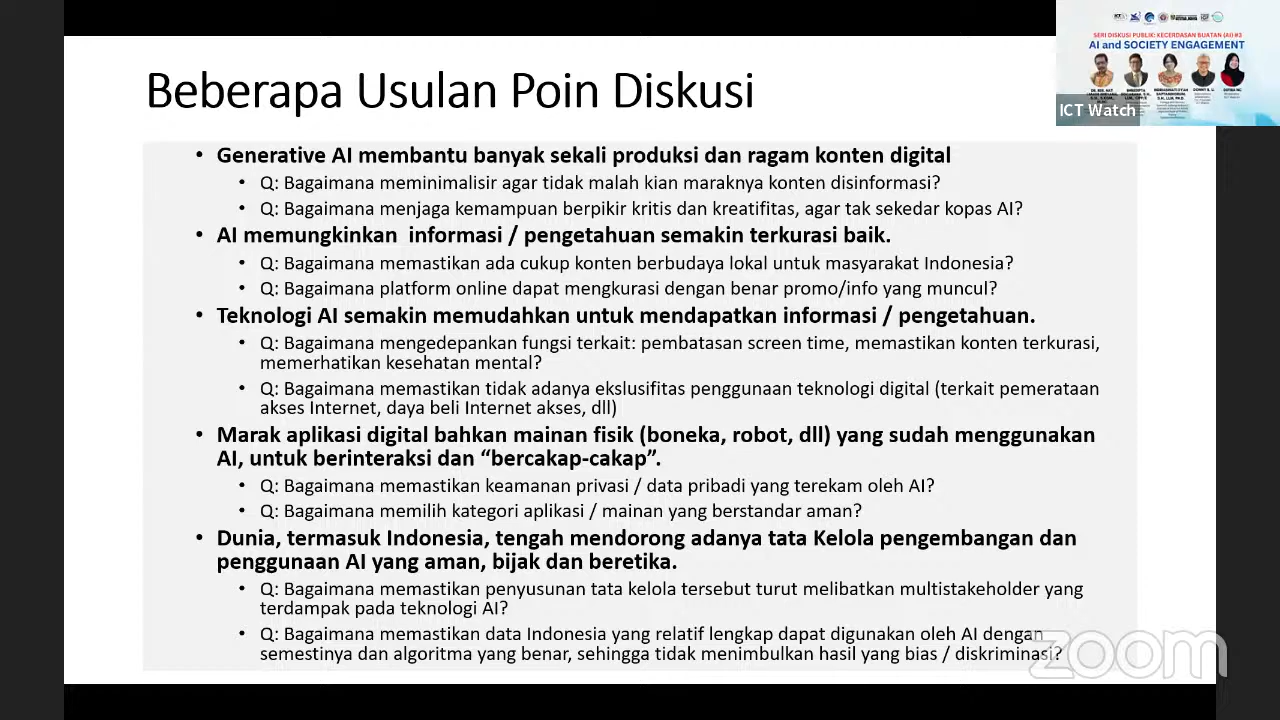 Beberapa Usulan Poin Diskusi
• Generative AI membantu banyak sekali produksi dan ragam konten digital
• Q: Bagaimana meminimalisir agar tidak malah kian maraknya konten disinformasi?
• Q: Bagaimana menjaga kemampuan berpikir kritis dan kreatifitas, agar tak sekedar kopas AI?
• AI memungkinkan informasi / pengetahuan semakin terkurasi baik.
• Q: Bagaimana memastikan ada cukup konten berbudaya lokal untuk masyarakat Indonesia?
• Q: Bagaimana platform online dapat mengkurasi dengan benar promo/info yang muncul?
• Teknologi AI semakin memudahkan untuk mendapatkan informasi / pengetahuan.
• Q: Bagaimana mengedepankan fungsi terkait: pembatasan screen time, memastikan konten terkurasi,
memerhatikan kesehatan mental?
• Q: Bagaimana memastikan tidak adanya ekslusifitas penggunaan teknologi digital (terkait pemerataan
akses Internet, daya beli Internet akses, dll)
• Marak aplikasi digital bahkan mainan fisik (boneka, robot, dll) yang sudah menggunakan
AI, untuk berinteraksi dan “bercakap-cakap”.
• Q: Bagaimana memastikan keamanan privasi / data pribadi yang terekam oleh AI?
• Q: Bagaimana memilih kategori aplikasi / mainan yang berstandar aman?
• Dunia, termasuk Indonesia, tengah mendorong adanya tata Kelola pengembangan dan
penggunaan AI yang aman, bijak dan beretika.
• Q: Bagaimana memastikan penyusunan tata kelola tersebut turut melibatkan multistakeholder yang
terdampak pada teknologi AI?
• Q: Bagaimana memastikan data Indonesia yang relatif lengkap dapat digunakan oleh AI dengan
semestinya dan algoritma yang benar, sehingga tidak menimbulkan hasil yang bias / diskriminasi?
SERI DISKUSI PUBLIK: KECERDASAN BUATAN (AI) #2
AI and SOCIETY ENGAGEMENT
ICT Watch
zoom